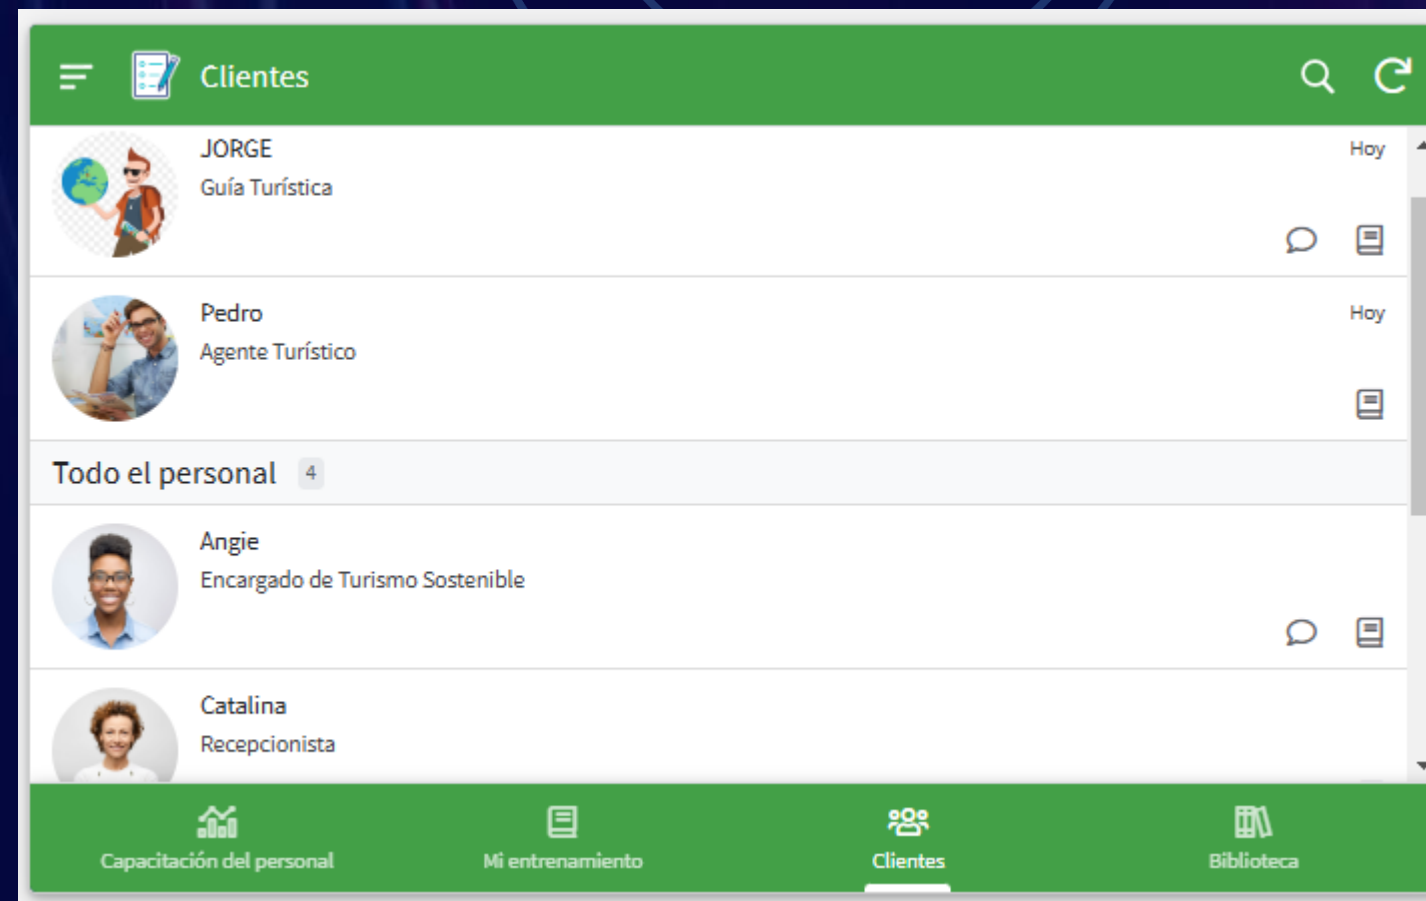 Clientes
JORGE
Hoy
Guía Turística
Pedro
Hoy
Agente Turístico
Todo el personal 4
Angie
Encargado de Turismo Sostenible
Catalina
Recepcionista
Capacitación del personal
Mi entrenamiento
Clientes
Biblioteca